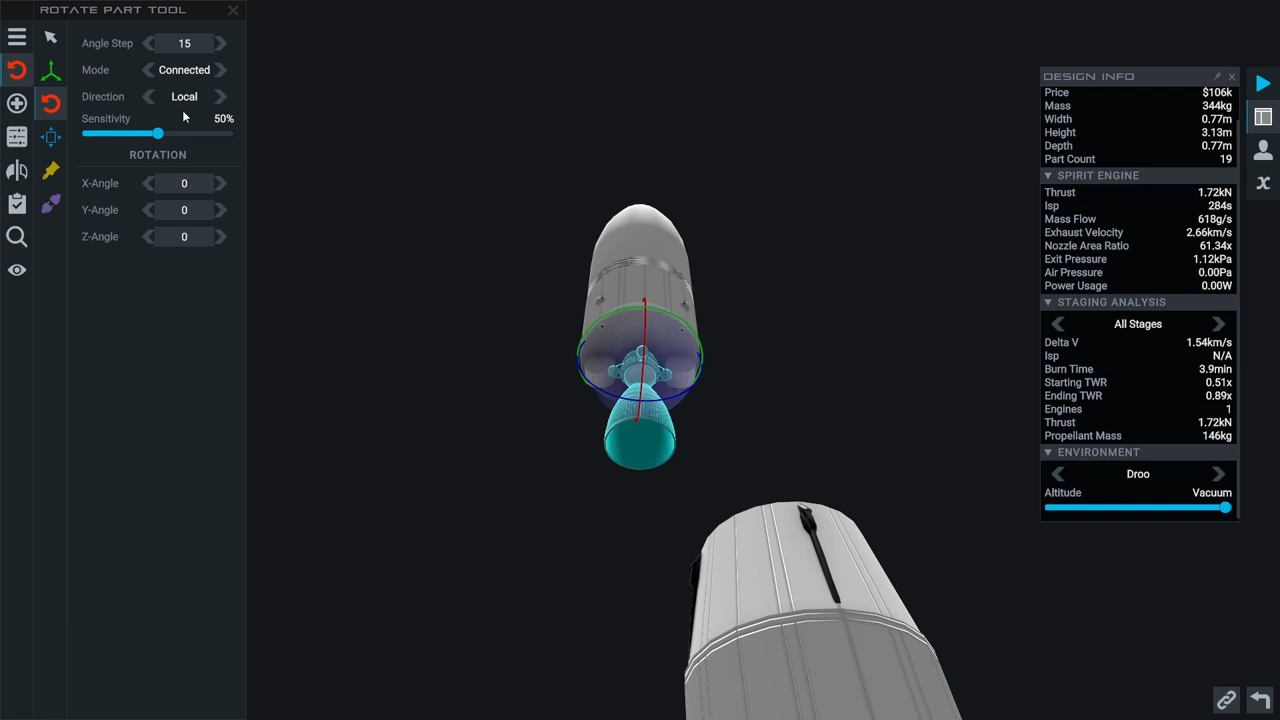 ROTATE PART TOOL
Angle Step 15
Mode Connected
Direction Local
Sensitivity 50%
ROTATION
X-Angle 0
Y-Angle 0
Z-Angle 0
DESIGN INFO
Price $106k
Mass 344kg
Width 0.77m
Height 3.13m
Depth 0.77m
Part Count 19
SPIRIT ENGINE
Thrust 1.72kN
Isp 284s
Mass Flow 618g/s
Exhaust Velocity 2.66km/s
Nozzle Area Ratio 61.34x
Exit Pressure 1.12kPa
Air Pressure 0.00Pa
Power Usage 0.00W
STAGING ANALYSIS
All Stages
Delta V 1.54km/s
Isp N/A
Burn Time 3.9min
Starting TWR 0.51x
Ending TWR 0.89x
Engines 1
Thrust 1.72kN
Propellant Mass 146kg
ENVIRONMENT
Droo
Altitude Vacuum